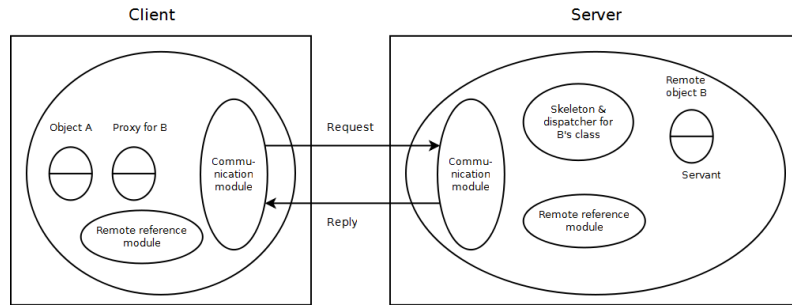 Client
Server
Object A
Proxy for B
Commu-
nication
module
Remote reference
module
Request
Reply
Commu-
nication
module
Skeleton &
dispatcher for
B's class
Remote
object B
Servant
Remote reference
module